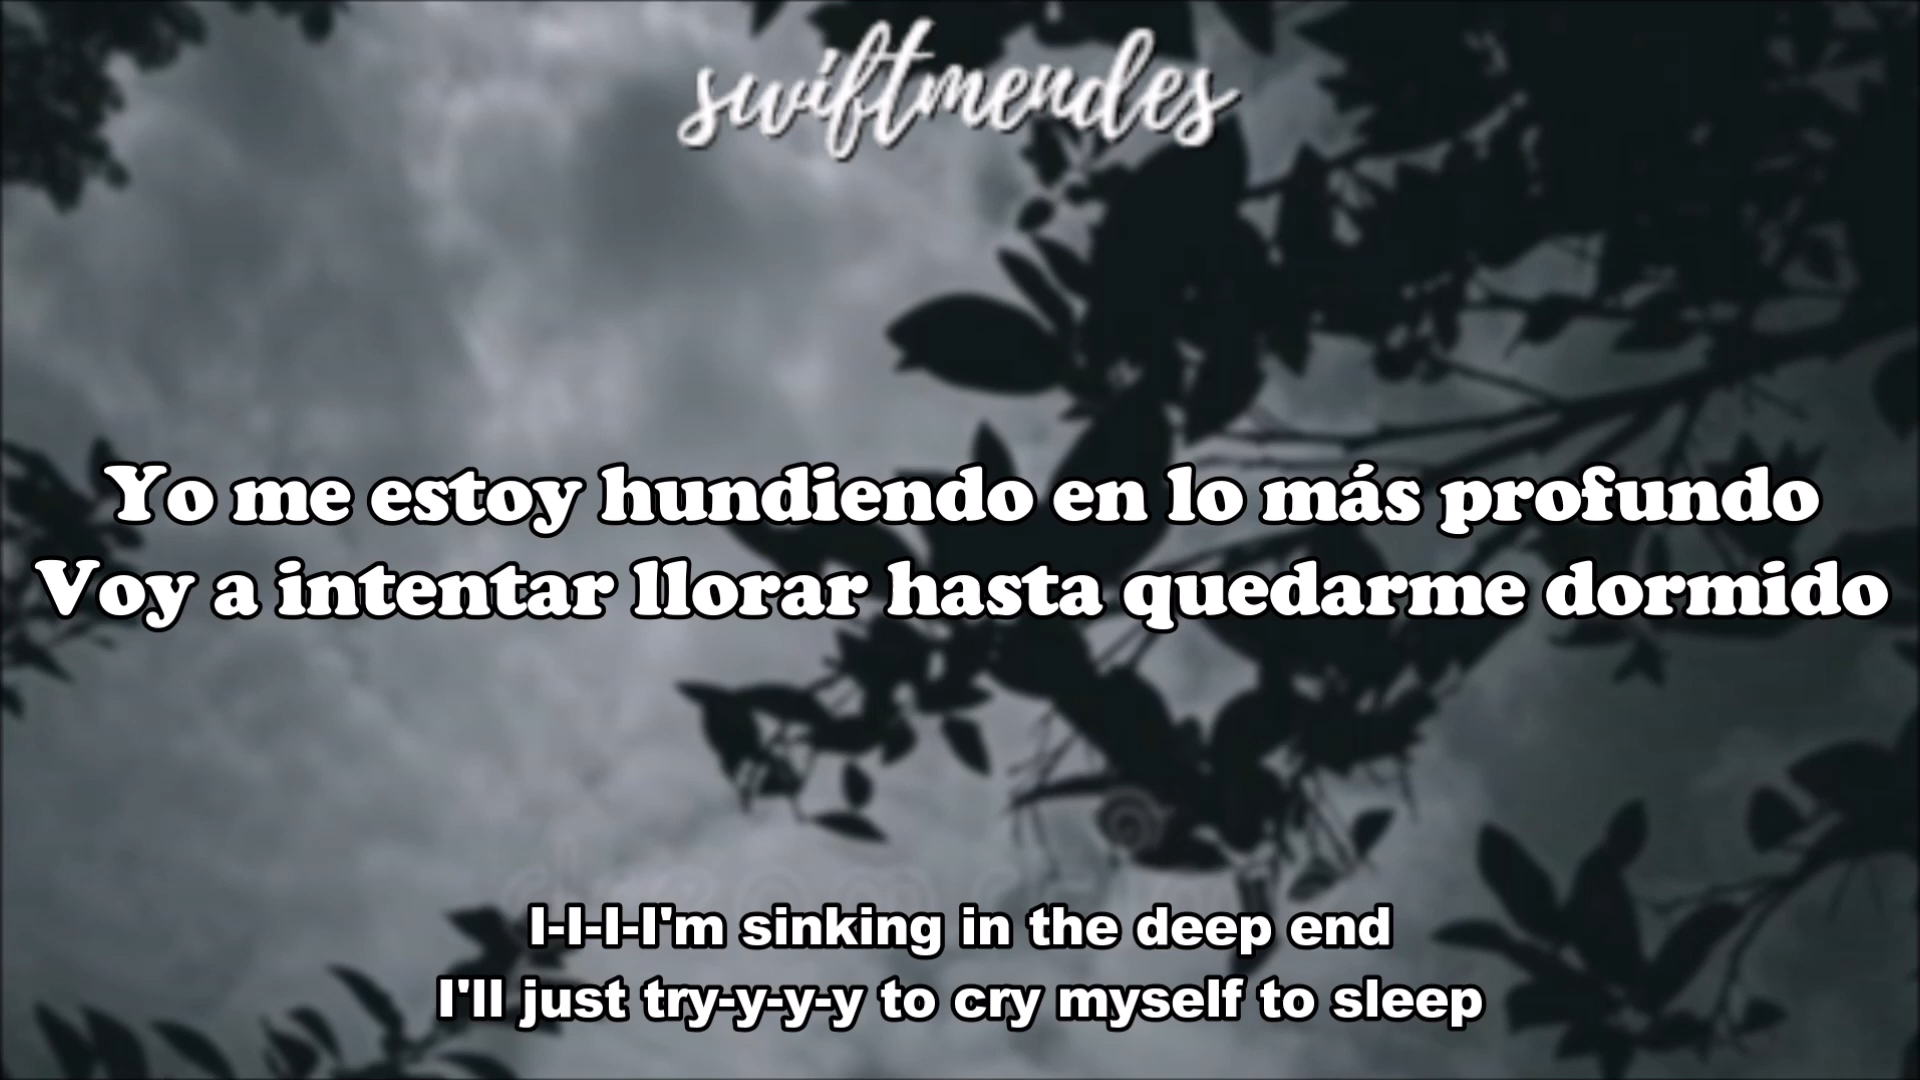 swiftmendes
Yo me estoy hundiendo en lo más profundo
Voy a intentar llorar hasta quedarme dormido
I-I-I-I'm sinking in the deep end
I'll just try-y-y-y to cry myself to sleep